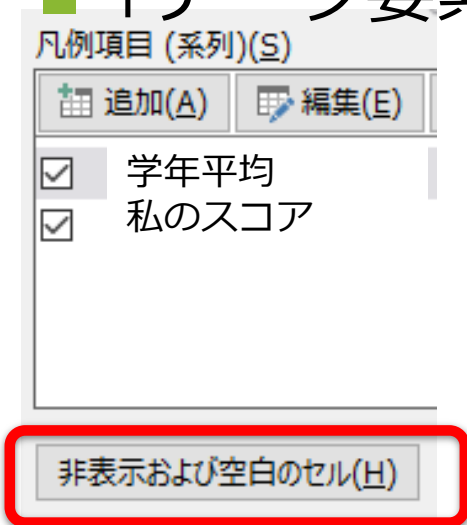 凡例項目 (系列)(S)
追加(A) 編集(E)
学年平均
私のスコア
非表示および空白のセル(H)